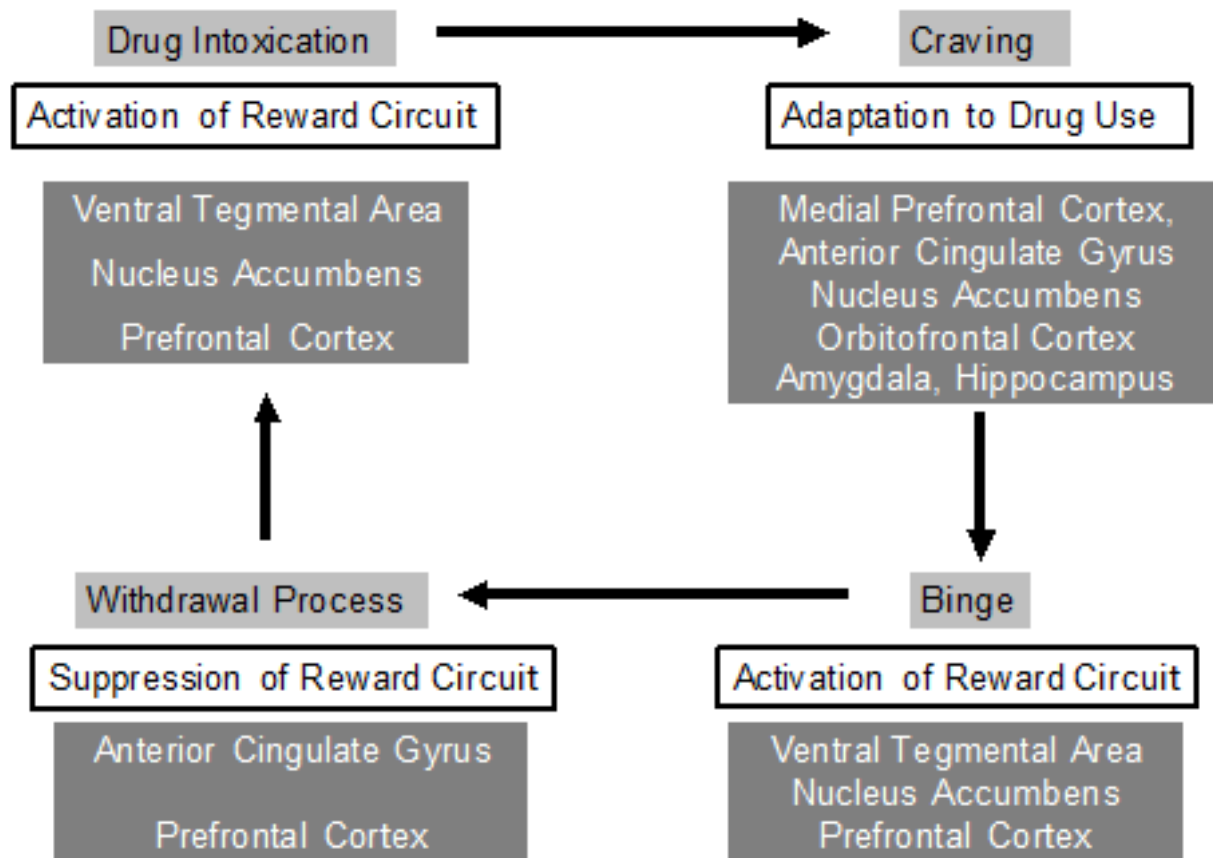 Drug Intoxication
Activation of Reward Circuit
Ventral Tegmental Area
Nucleus Accumbens
Prefrontal Cortex
Craving
Adaptation to Drug Use
Medial Prefrontal Cortex,
Anterior Cingulate Gyrus
Nucleus Accumbens
Orbitofrontal Cortex
Amygdala, Hippocampus
Binge
Activation of Reward Circuit
Ventral Tegmental Area
Nucleus Accumbens
Prefrontal Cortex
Withdrawal Process
Suppression of Reward Circuit
Anterior Cingulate Gyrus
Prefrontal Cortex